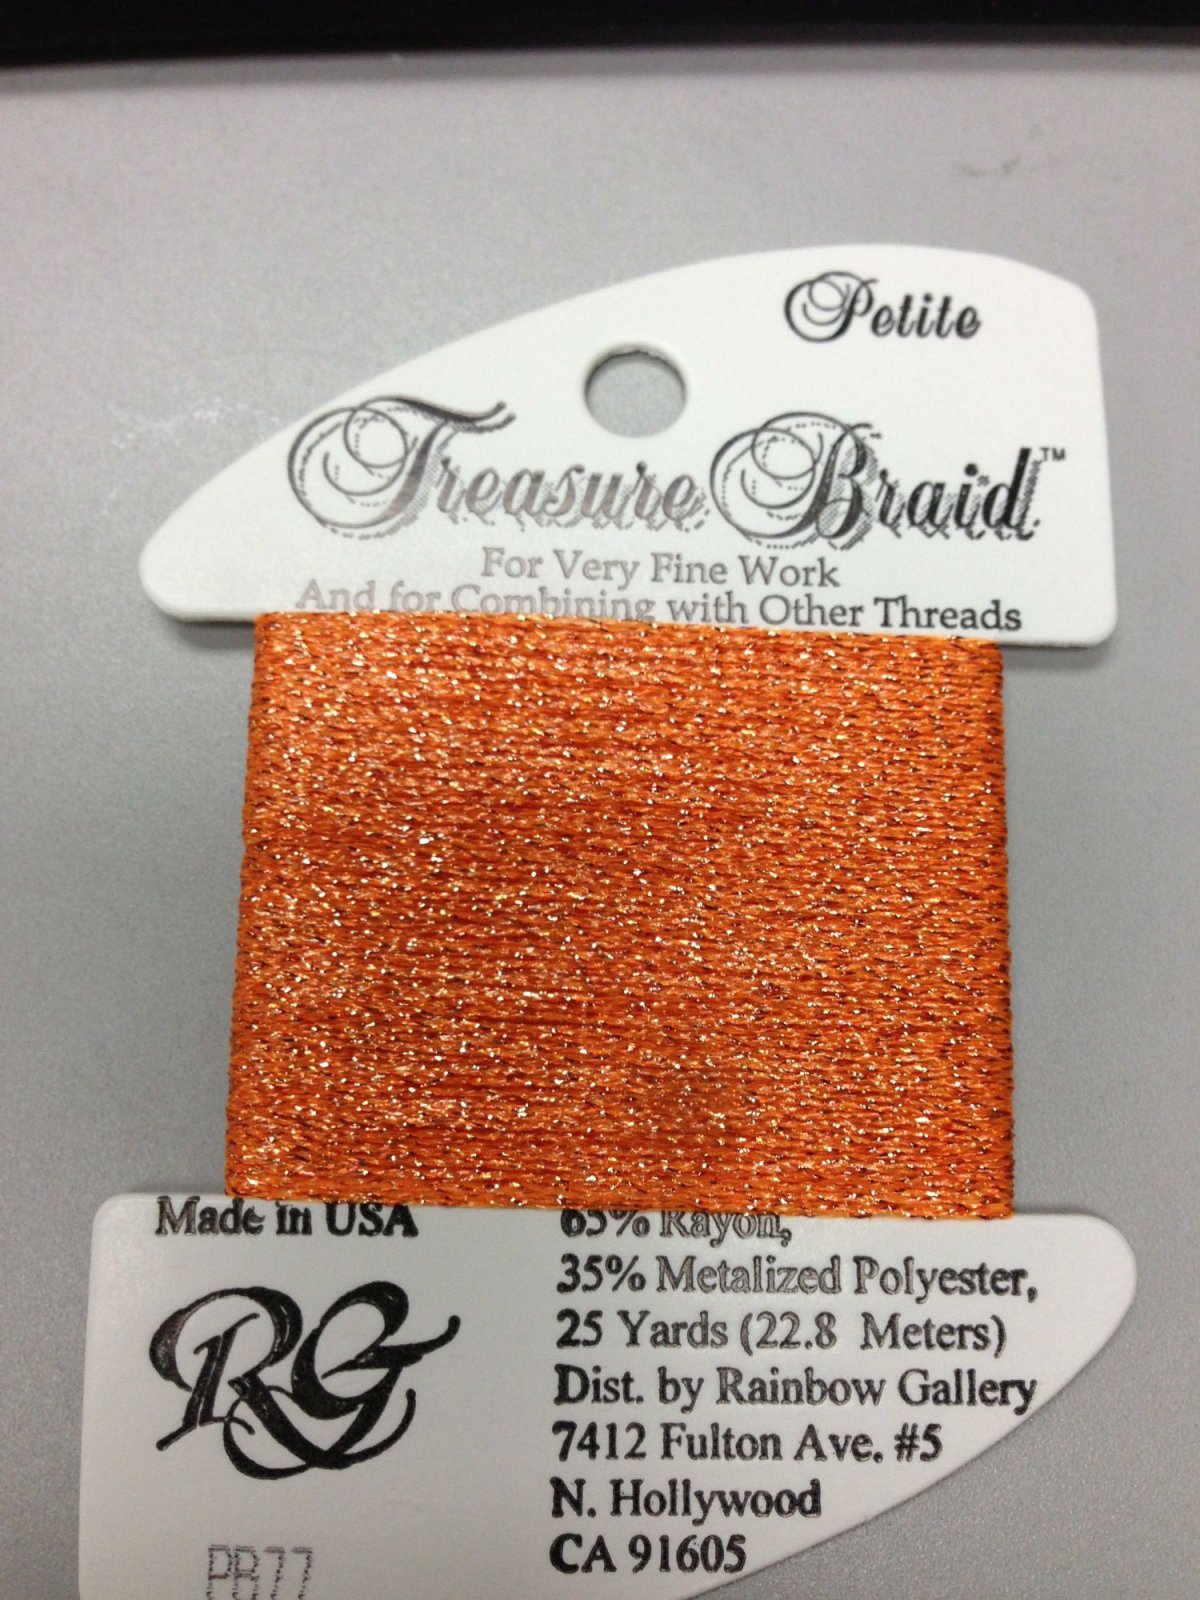 Petite
Treasure Braid™
For Very Fine Work
And for Combining with Other Threads
Made in USA
65% Rayon,
35% Metalized Polyester,
25 Yards (22.8 Meters)
Dist. by Rainbow Gallery
7412 Fulton Ave. #5
N. Hollywood
CA 91605
RG
PB77